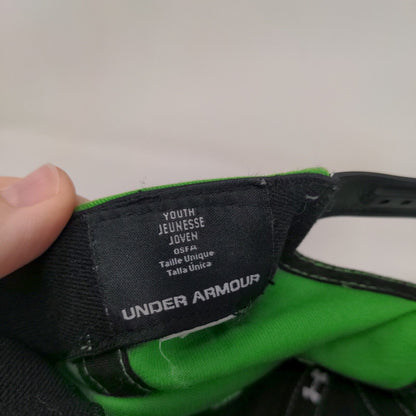 YOUTH
JEUNESSE
JOVEN
OSFA
Taille Unique
Talla Única
UNDER ARMOUR